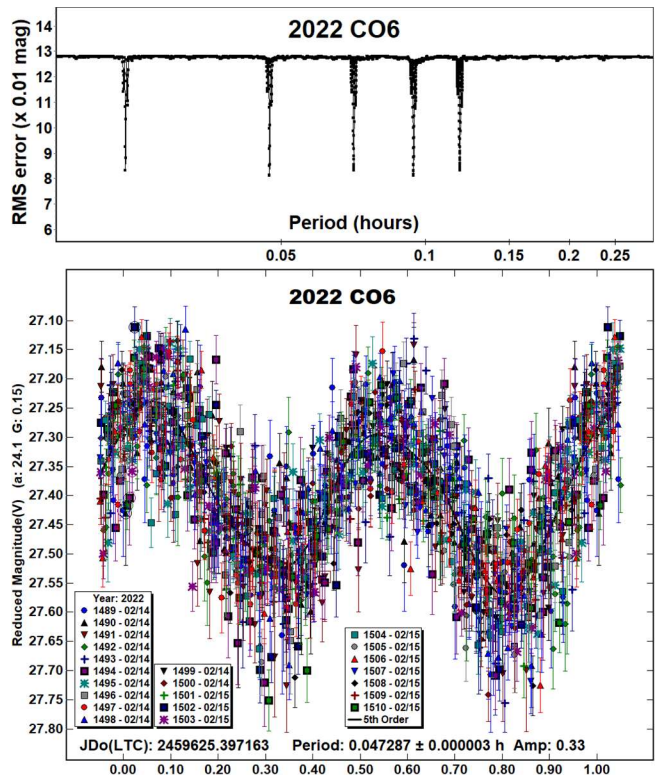 2022 CO6
RMS error (x 0.01 mag)
14
13
12
11
10
9
8
7
6
Period (hours)
0.05
0.1
0.15
0.2
0.25
2022 CO6
Reduced Magnitude(V) (a: 24.1 G: 0.15)
27.10
27.15
27.20
27.25
27.30
27.35
27.40
27.45
27.50
27.55
27.60
27.65
27.70
27.75
27.80
Year: 2022
1489 - 02/14
1490 - 02/14
1491 - 02/14
1492 - 02/14
1493 - 02/14
1494 - 02/14
1495 - 02/14
1496 - 02/14
1497 - 02/14
1498 - 02/14
1499 - 02/14
1500 - 02/14
1501 - 02/15
1502 - 02/15
1503 - 02/15
1504 - 02/15
1505 - 02/15
1506 - 02/15
1507 - 02/15
1508 - 02/15
1509 - 02/15
1510 - 02/15
5th Order
JDo(LTC): 2459625.397163 Period: 0.047287 ± 0.000003 h Amp: 0.33
0.00 0.10 0.20 0.30 0.40 0.50 0.60 0.70 0.80 0.90 1.00